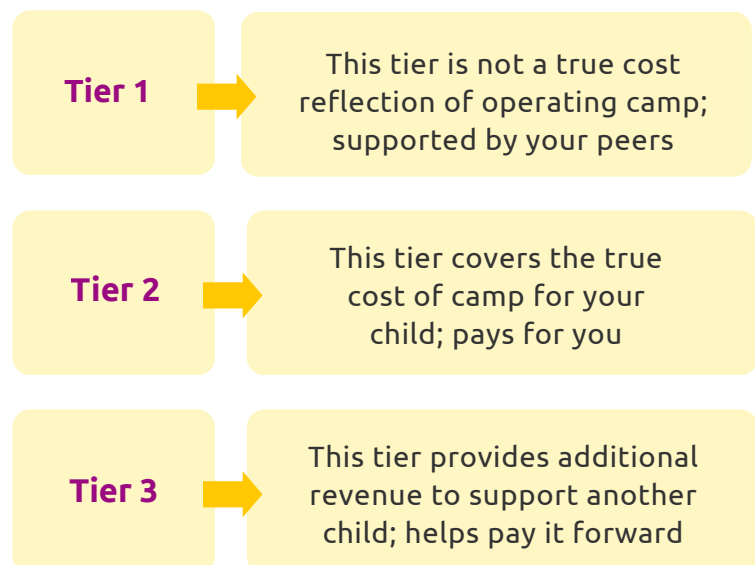 Tier 1
This tier is not a true cost
reflection of operating camp;
supported by your peers
Tier 2
This tier covers the true
cost of camp for your
child; pays for you
Tier 3
This tier provides additional
revenue to support another
child; helps pay it forward